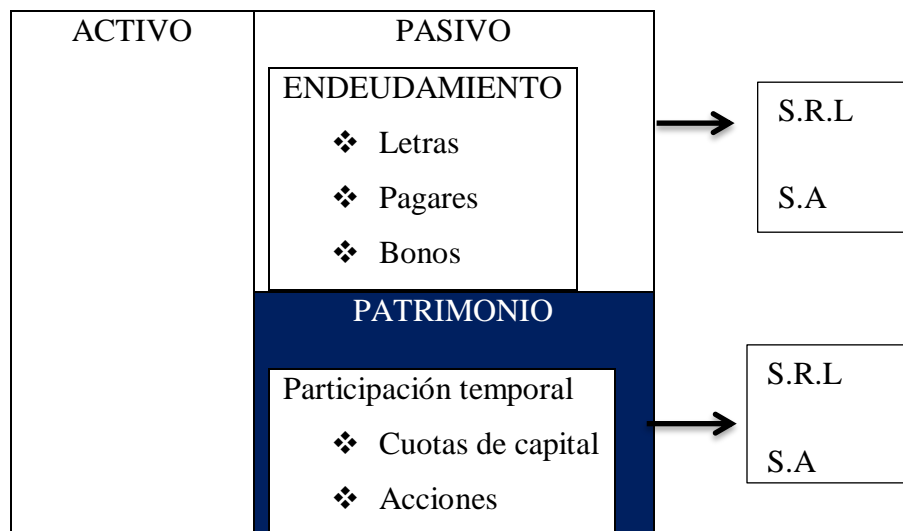 ACTIVO
PASIVO
ENDEUDAMIENTO
❖ Letras
❖ Pagares
❖ Bonos
S.R.L
S.A
PATRIMONIO
Participación temporal
❖ Cuotas de capital
❖ Acciones
S.R.L
S.A